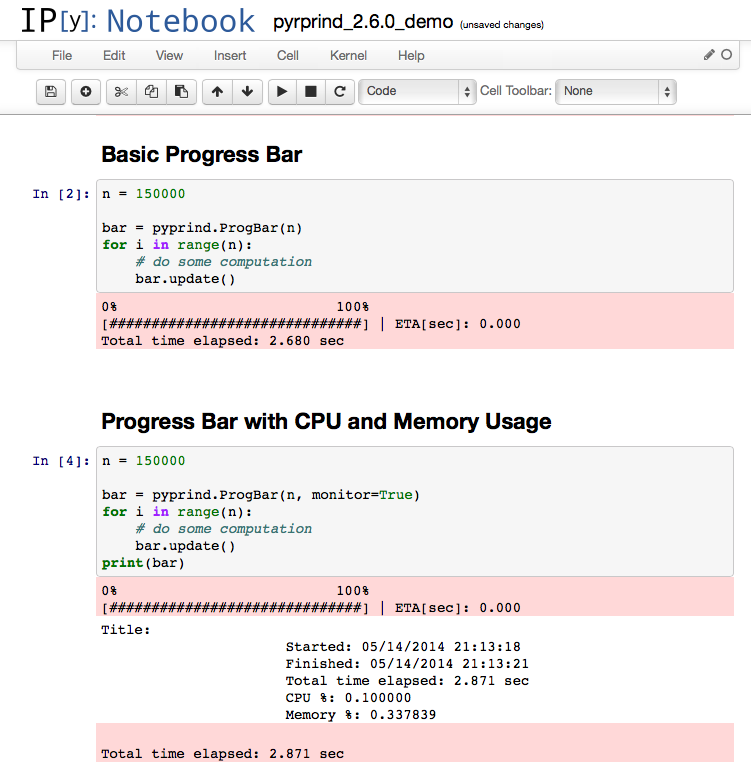 IP[y]: Notebook pyrprind_2.6.0_demo (unsaved changes)
File Edit View Insert Cell Kernel Help
Code Cell Toolbar: None
Basic Progress Bar
In [2]: n = 150000
bar = pyprind.ProgBar(n)
for i in range(n):
    # do some computation
    bar.update()
0% 100%
[##############################] | ETA[sec]: 0.000
Total time elapsed: 2.680 sec
Progress Bar with CPU and Memory Usage
In [4]: n = 150000
bar = pyprind.ProgBar(n, monitor=True)
for i in range(n):
    # do some computation
    bar.update()
print(bar)
0% 100%
[##############################] | ETA[sec]: 0.000
Title:
Started: 05/14/2014 21:13:18
Finished: 05/14/2014 21:13:21
Total time elapsed: 2.871 sec
CPU %: 0.100000
Memory %: 0.337839
Total time elapsed: 2.871 sec